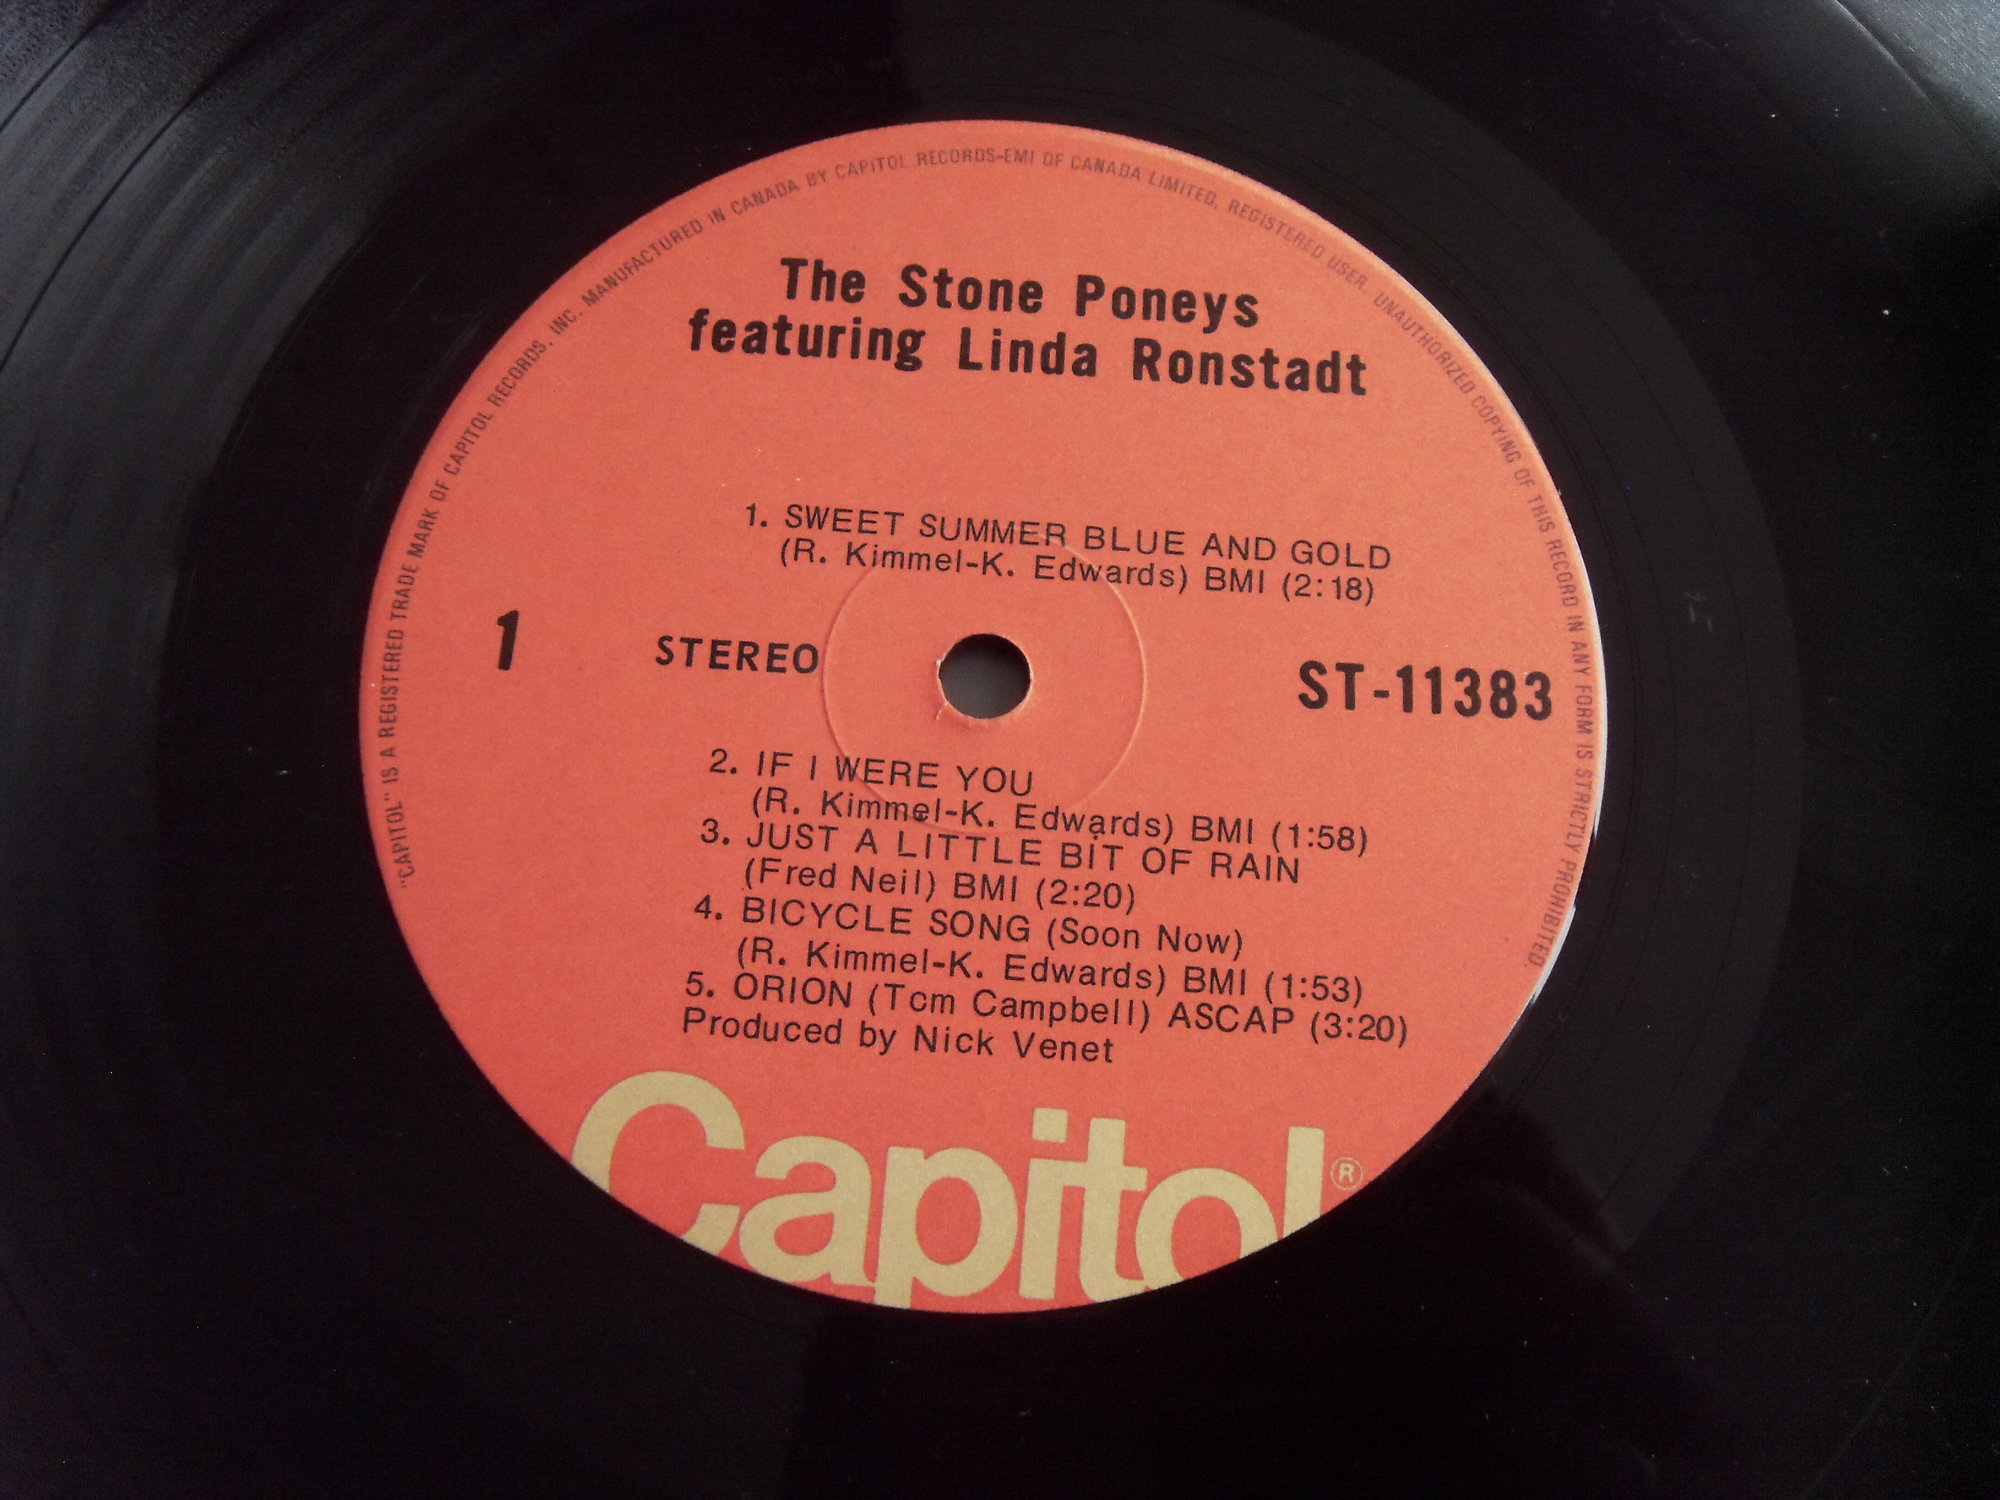 "CAPITOL" IS A REGISTERED TRADE MARK OF CAPITOL RECORDS, INC. MANUFACTURED IN CANADA BY CAPITOL RECORDS-EMI OF CANADA LIMITED, REGISTERED USER. UNAUTHORIZED COPYING OF THIS RECORD IN ANY FORM IS STRICTLY PROHIBITED.
The Stone Poneys
featuring Linda Ronstadt
1. SWEET SUMMER BLUE AND GOLD
(R. Kimmel-K. Edwards) BMI (2:18)
1 STEREO ST-11383
2. IF I WERE YOU
(R. Kimmel-K. Edwards) BMI (1:58)
3. JUST A LITTLE BIT OF RAIN
(Fred Neil) BMI (2:20)
4. BICYCLE SONG (Soon Now)
(R. Kimmel-K. Edwards) BMI (1:53)
5. ORION (Tom Campbell) ASCAP (3:20)
Produced by Nick Venet
Capitol®